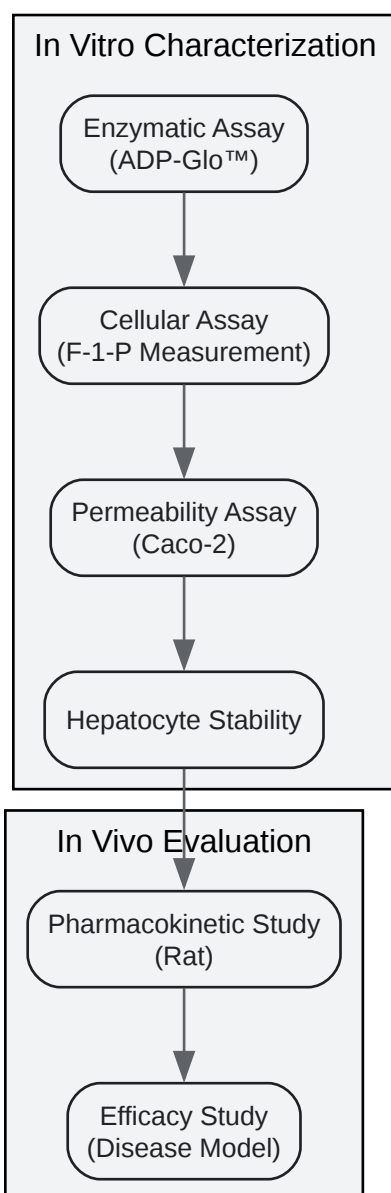 In Vitro Characterization
Enzymatic Assay
(ADP-Glo™)
Cellular Assay
(F-1-P Measurement)
Permeability Assay
(Caco-2)
Hepatocyte Stability
In Vivo Evaluation
Pharmacokinetic Study
(Rat)
Efficacy Study
(Disease Model)